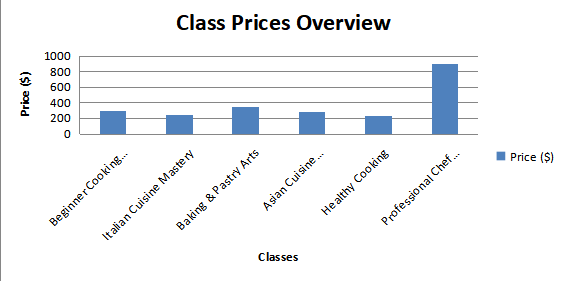 Class Prices Overview
Price ($)
1000
800
600
400
200
0
Beginner Cooking...
Italian Cuisine Mastery
Baking & Pastry Arts
Asian Cuisine...
Healthy Cooking
Professional Chef...
Price ($)
Classes